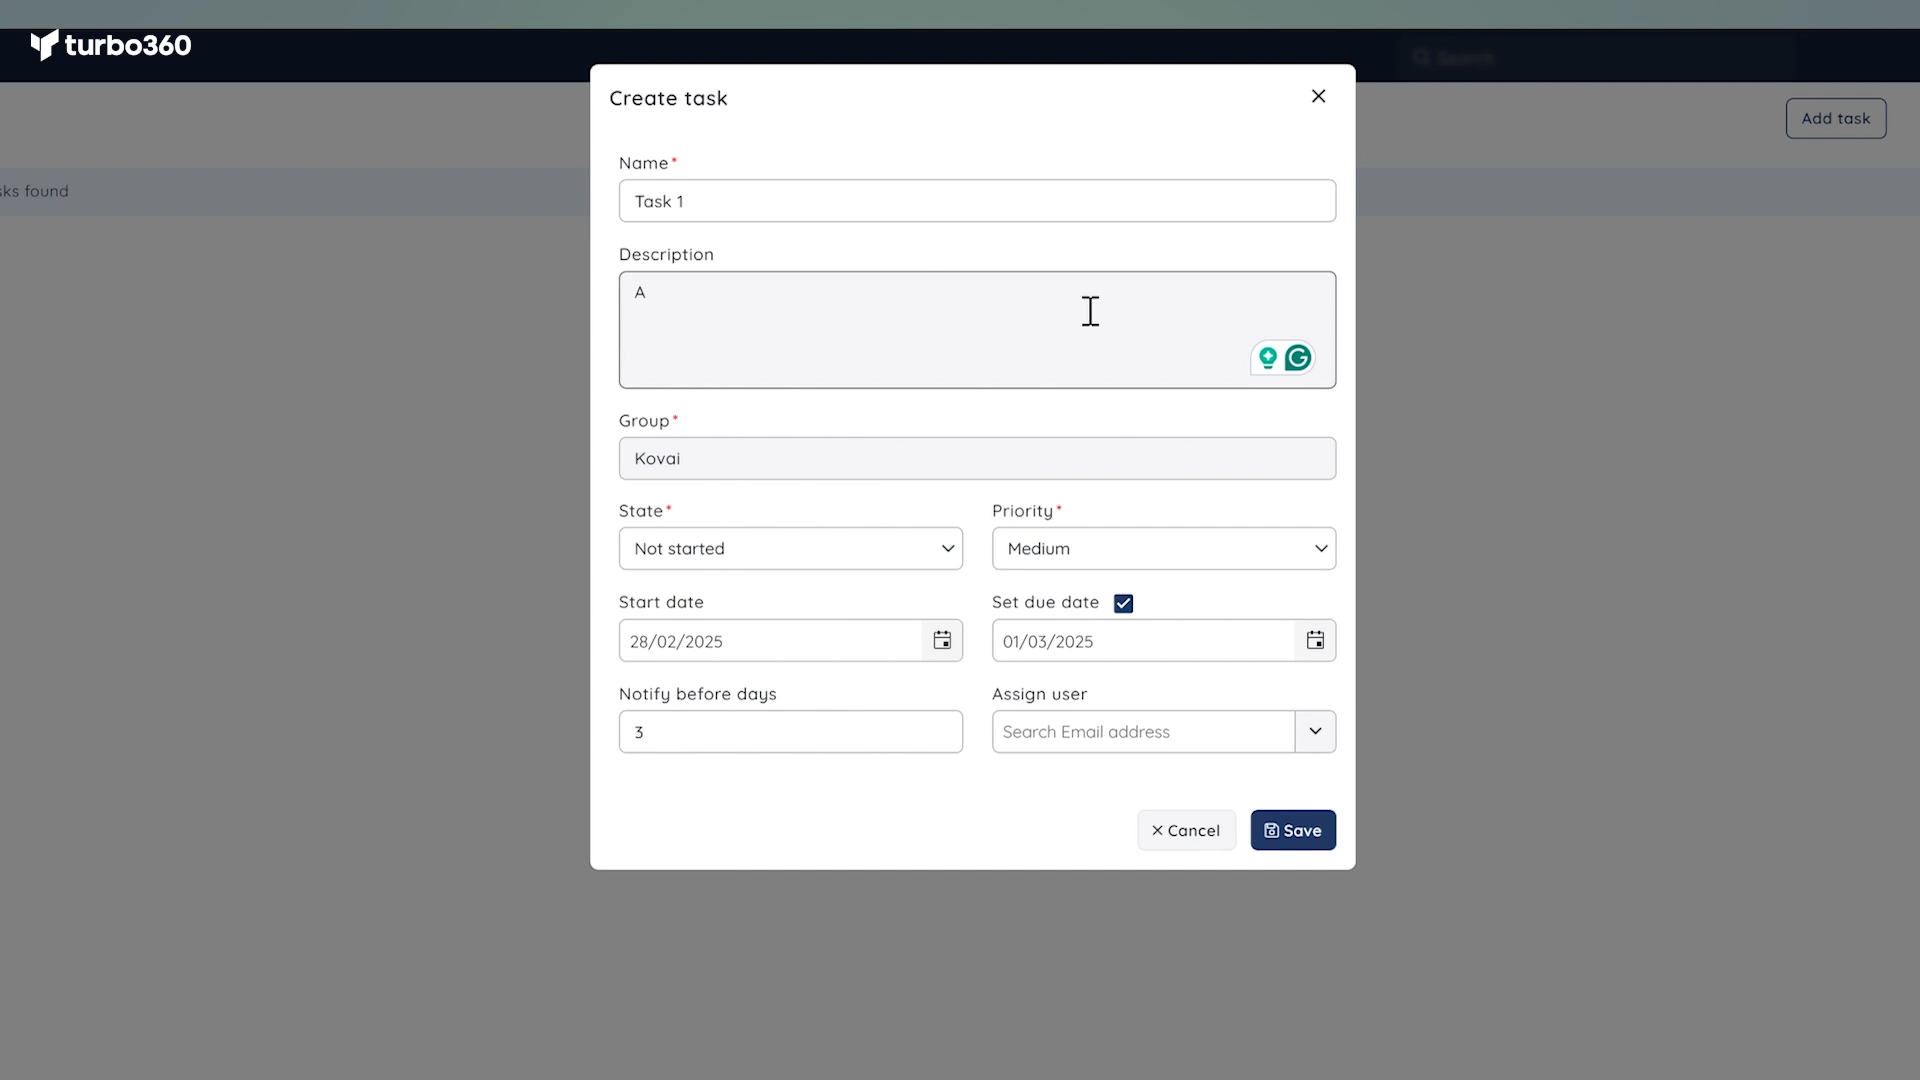 turbo360
Search
Create task
Add task
Name*
Task 1
sks found
Description
A
Group*
Kovai
State*
Priority*
Not started
Medium
Start date
Set due date
28/02/2025
01/03/2025
Notify before days
Assign user
3
Search Email address
Cancel
Save